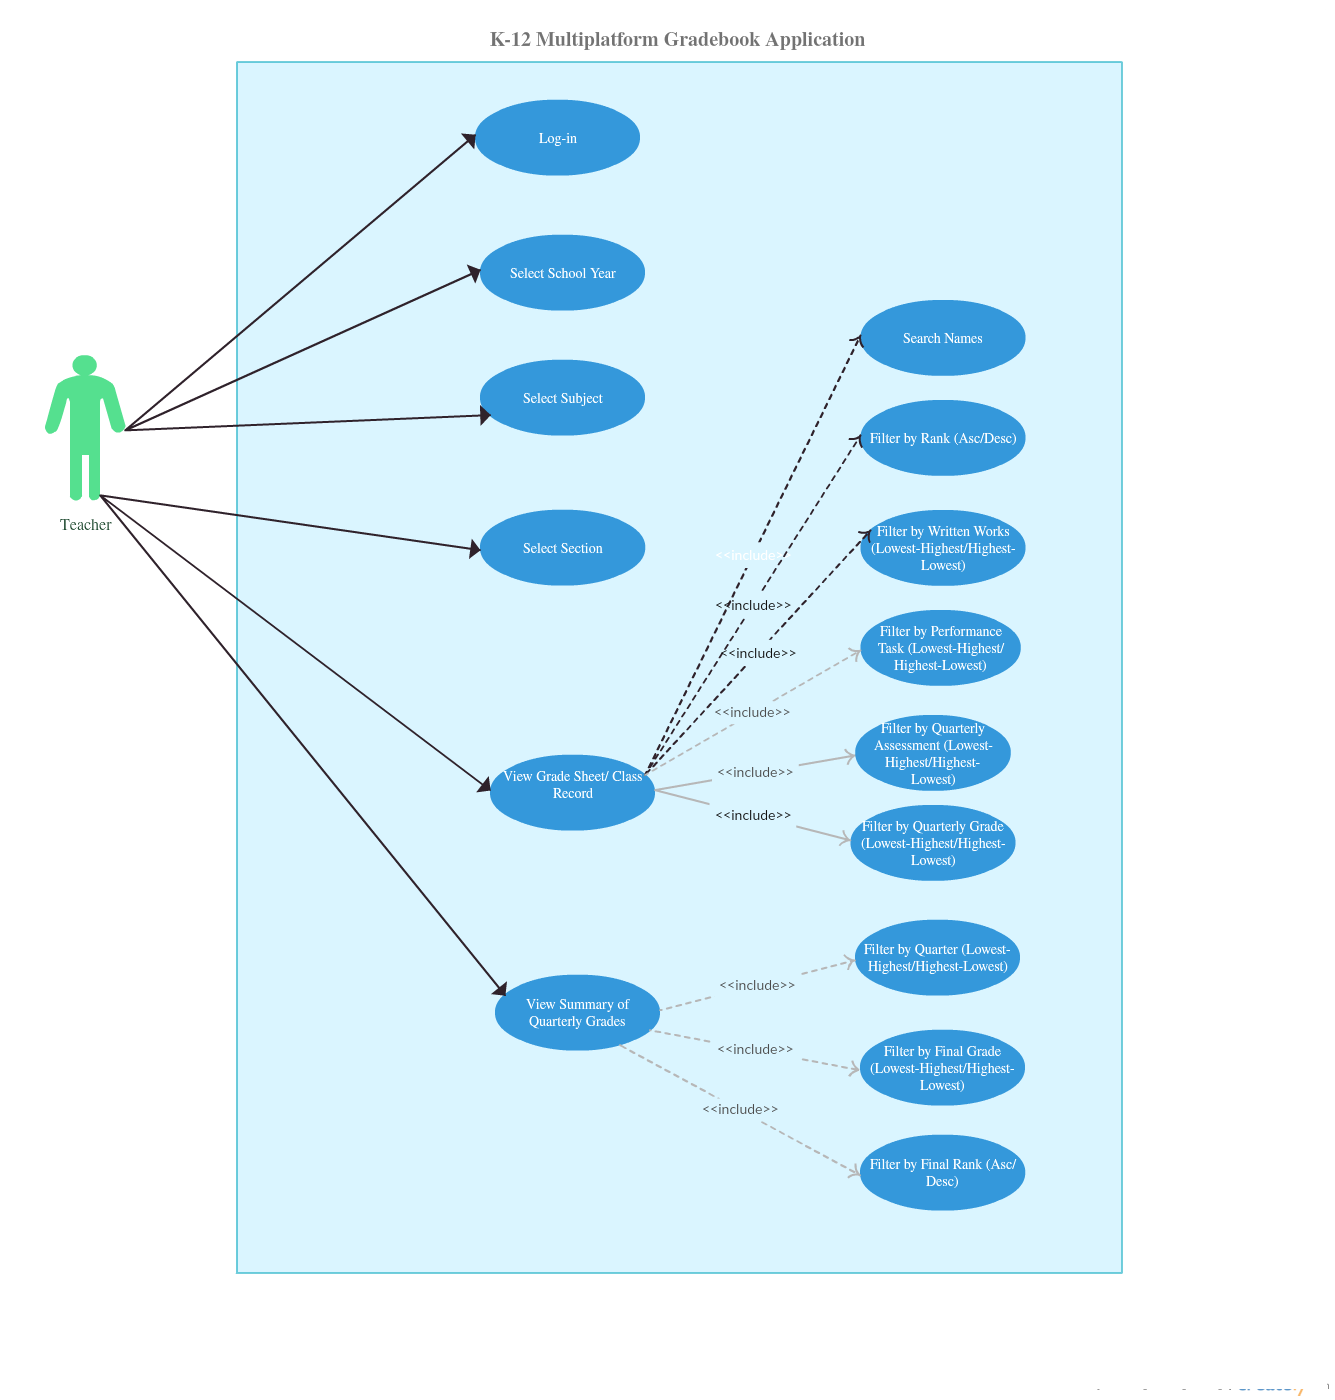 K-12 Multiplatform Gradebook Application
Log-in
Select School Year
Search Names
Select Subject
Filter by Rank (Asc/Desc)
Teacher
Select Section
Filter by Written Works
(Lowest-Highest/Highest-
Lowest)
<<include>>
<<include>>
<<include>>
Filter by Performance
Task (Lowest-Highest/
Highest-Lowest)
<<include>>
View Grade Sheet/ Class
Record
<<include>>
Filter by Quarterly
Assessment (Lowest-
Highest/Highest-
Lowest)
<<include>>
Filter by Quarterly Grade
(Lowest-Highest/Highest-
Lowest)
View Summary of
Quarterly Grades
<<include>>
Filter by Quarter (Lowest-
Highest/Highest-Lowest)
<<include>>
Filter by Final Grade
(Lowest-Highest/Highest-
Lowest)
<<include>>
Filter by Final Rank (Asc/
Desc)